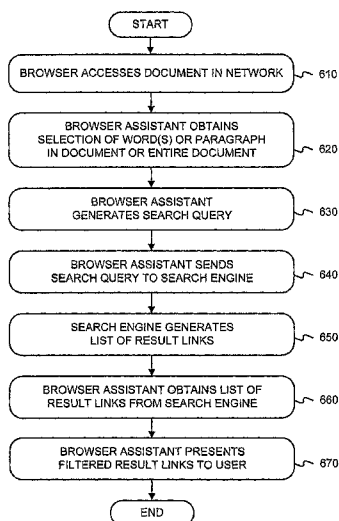 START
BROWSER ACCESSES DOCUMENT IN NETWORK
610
BROWSER ASSISTANT OBTAINS
SELECTION OF WORD(S) OR PARAGRAPH
IN DOCUMENT OR ENTIRE DOCUMENT
620
BROWSER ASSISTANT
GENERATES SEARCH QUERY
630
BROWSER ASSISTANT SENDS
SEARCH QUERY TO SEARCH ENGINE
640
SEARCH ENGINE GENERATES
LIST OF RESULT LINKS
650
BROWSER ASSISTANT OBTAINS LIST OF
RESULT LINKS FROM SEARCH ENGINE
660
BROWSER ASSISTANT PRESENTS
FILTERED RESULT LINKS TO USER
670
END